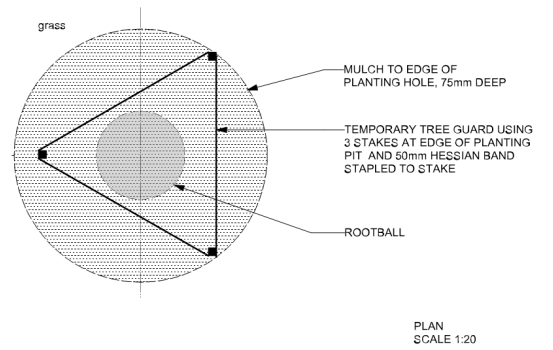 grass
MULCH TO EDGE OF
PLANTING HOLE, 75mm DEEP
TEMPORARY TREE GUARD USING
3 STAKES AT EDGE OF PLANTING
PIT AND 50mm HESSIAN BAND
STAPLED TO STAKE
ROOTBALL
PLAN
SCALE 1:20